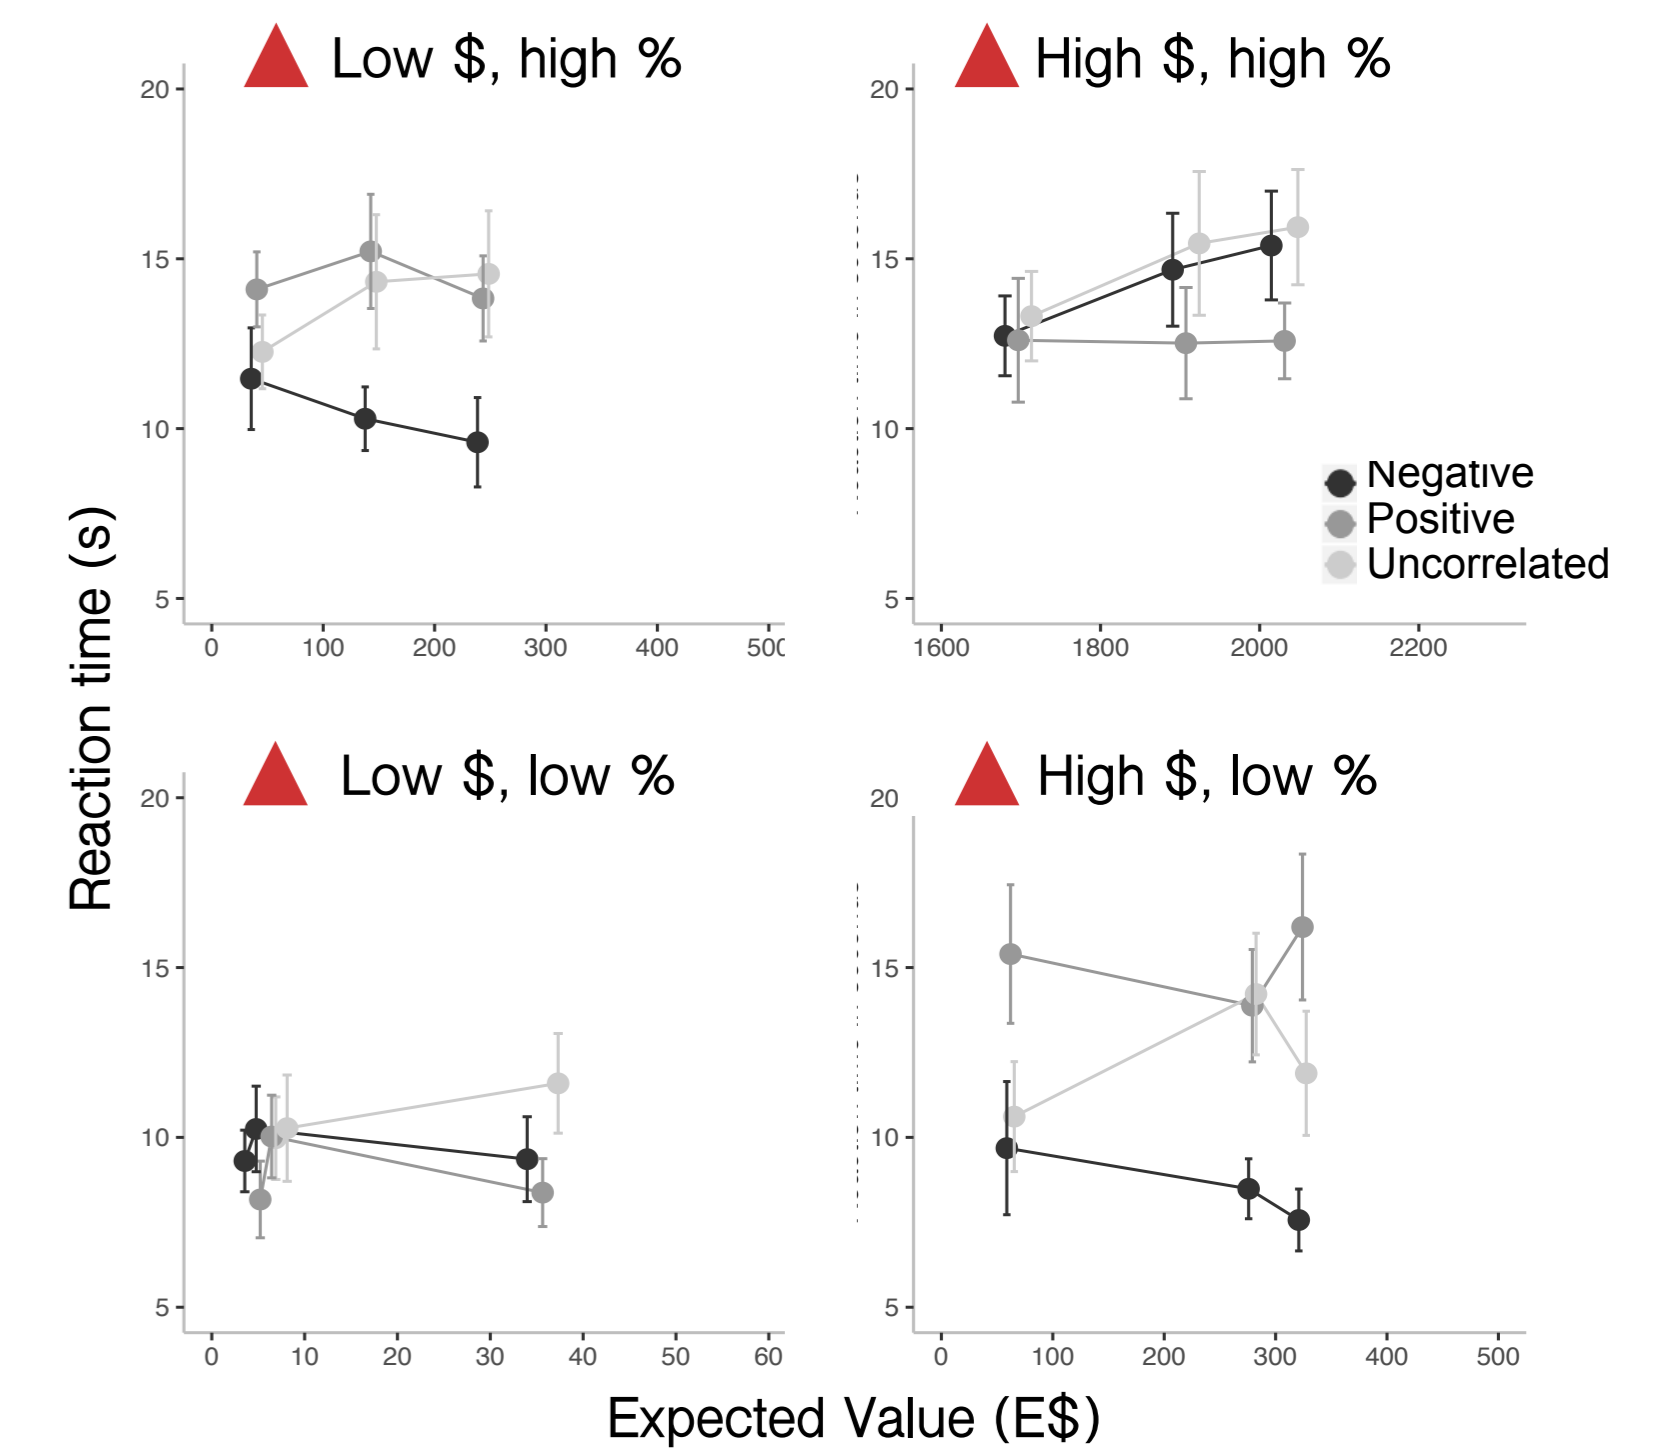 Low $, high %
High $, high %
20
15
10
5
0 100 200 300 400 500
20
15
10
5
1600 1800 2000 2200
Negative
Positive
Uncorrelated
Reaction time (s)
Low $, low %
High $, low %
20
15
10
5
0 10 20 30 40 50 60
20
15
10
5
0 100 200 300 400 500
Expected Value (E$)